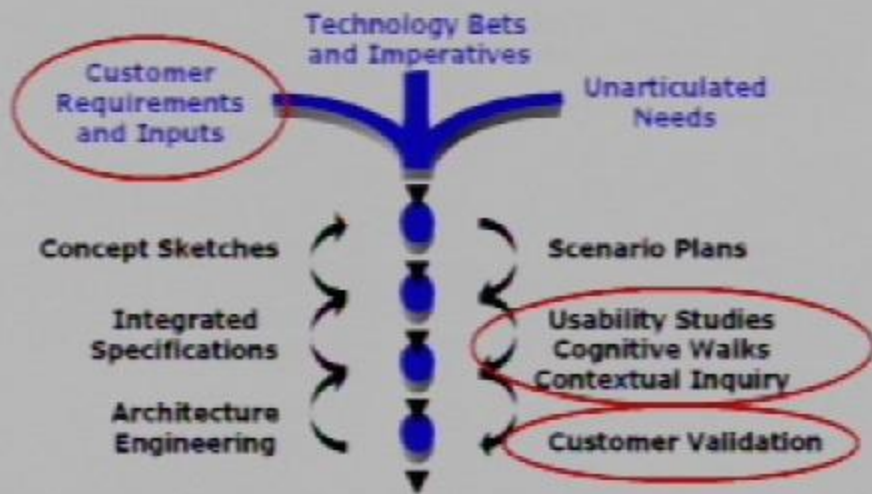 Technology Bets
and Imperatives
Customer
Requirements
and Inputs
Unarticulated
Needs
Concept Sketches
Scenario Plans
Integrated
Specifications
Usability Studies
Cognitive Walks
Contextual Inquiry
Architecture
Engineering
Customer Validation